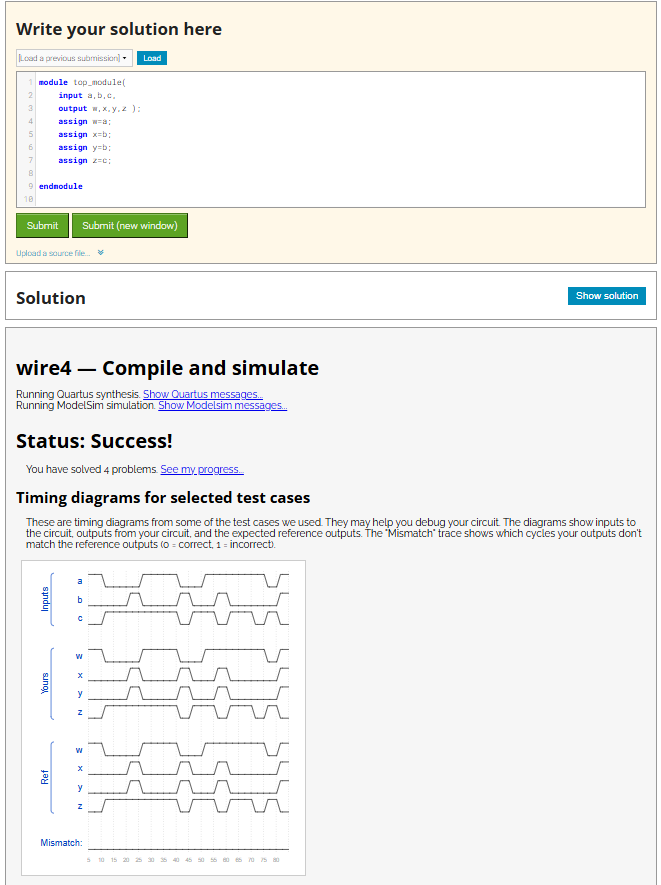 Write your solution here
[Load a previous submission]
Load
1 module top_module(
2 input a,b,c,
3 output w,x,y,z );
4 assign w=a;
5 assign x=b;
6 assign y=b;
7 assign z=c;
8
9 endmodule
10
Submit
Submit (new window)
Upload a source file...
Solution
Show solution
wire4 — Compile and simulate
Running Quartus synthesis. Show Quartus messages...
Running ModelSim simulation. Show Modelsim messages...
Status: Success!
You have solved 4 problems. See my progress...
Timing diagrams for selected test cases
These are timing diagrams from some of the test cases we used. They may help you debug your circuit. The diagrams show inputs to
the circuit, outputs from your circuit, and the expected reference outputs. The "Mismatch" trace shows which cycles your outputs don't
match the reference outputs (0 = correct, 1 = incorrect).
Inputs
a
b
c
Yours
w
x
y
z
Ref
w
x
y
z
Mismatch:
5 10 15 20 25 30 35 40 45 50 55 60 65 70 75 80